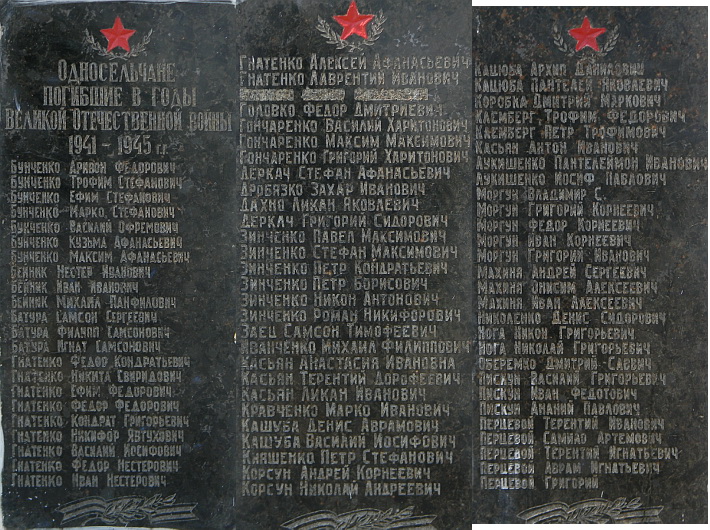 Односельчане
погибшие в годы
Великой Отечественной войны
1941 - 1945 г.г.
Бунченко Аривон Федорович
Бунченко Трофим Стефанович
Бунченко Ефим Стефанович
Бунченко Марко Стефанович
Букченко Василий Офремович
Бунченко Кузьма Афанасьевич
Бунченко Максим Афанасьевич
Бейник Нестер Иванович
Бейник Иван Иванович
Бейник Михаил Панфилович
Батура Самсон Сергеевич
Батура Филипп Самсонович
Батура Игнат Самсонович
Гнатенко Федор Кондратьевич
Гнатенко Никита Свиридович
Гнатенко Ефим Федорович
Гнатенко Федор Федорович
Гнатенко Кондрат Григорьевич
Гнатенко Никифор Явтухович
Гнатенко Василий Иосифович
Гнатенко Федор Нестерович
Гнатенко Иван Нестерович
Гнатенко Алексей Афанасьевич
Гнатенко Лаврентий Иванович
Головко Федор Дмитриевич
Гончаренко Василий Харитонович
Гончаренко Максим Максимович
Гончаренко Григорий Харитонович
Деркач Стефан Афанасьевич
Дробязко Захар Иванович
Дахно Ликан Яковлевич
Деркач Григорий Сидорович
Зинченко Павел Максимович
Зинченко Стефан Максимович
Зинченко Петр Кондратьевич
Зинченко Петр Борисович
Зинченко Никон Антонович
Зинченко Роман Никифорович
Заец Самсон Тимофеевич
Иванченко Михаил Филиппович
Касьян Анастасия Ивановна
Касьян Терентий Дорофеевич
Касьян Ликан Иванович
Кравченко Марко Иванович
Кашуба Денис Аврамович
Кашуба Василий Иосифович
Кияшенко Петр Стефанович
Корсун Андрей Корнеевич
Корсун Николай Андреевич
Кацюба Архип Данилович
Кацюба Пантелей Яковлевич
Коробка Дмитрий Маркович
Клемберг Трофим Федорович
Клемберг Петр Трофимович
Касьян Антон Иванович
Лукишенко Пантелеймон Иванович
Лукишенко Иосиф Павлович
Моргун Владимир С.
Моргун Григорий Корнеевич
Моргун Федор Корнеевич
Моргун Иван Корнеевич
Моргун Григорий Иванович
Махиня Андрей Сергеевич
Махиня Онисим Алексеевич
Махиня Иван Алексеевич
Николенко Денис Сидорович
Нога Никон Григорьевич
Нога Николай Григорьевич
Оберемко Дмитрий Саввич
Пискун Василий Григорьевич
Пискун Иван Федотович
Пискун Ананий Павлович
Перцевой Терентий Иванович
Перцевой Самило Артемович
Перцевой Терентий Игнатьевич
Перцевой Аврам Игнатьевич
Перцевой Григорий